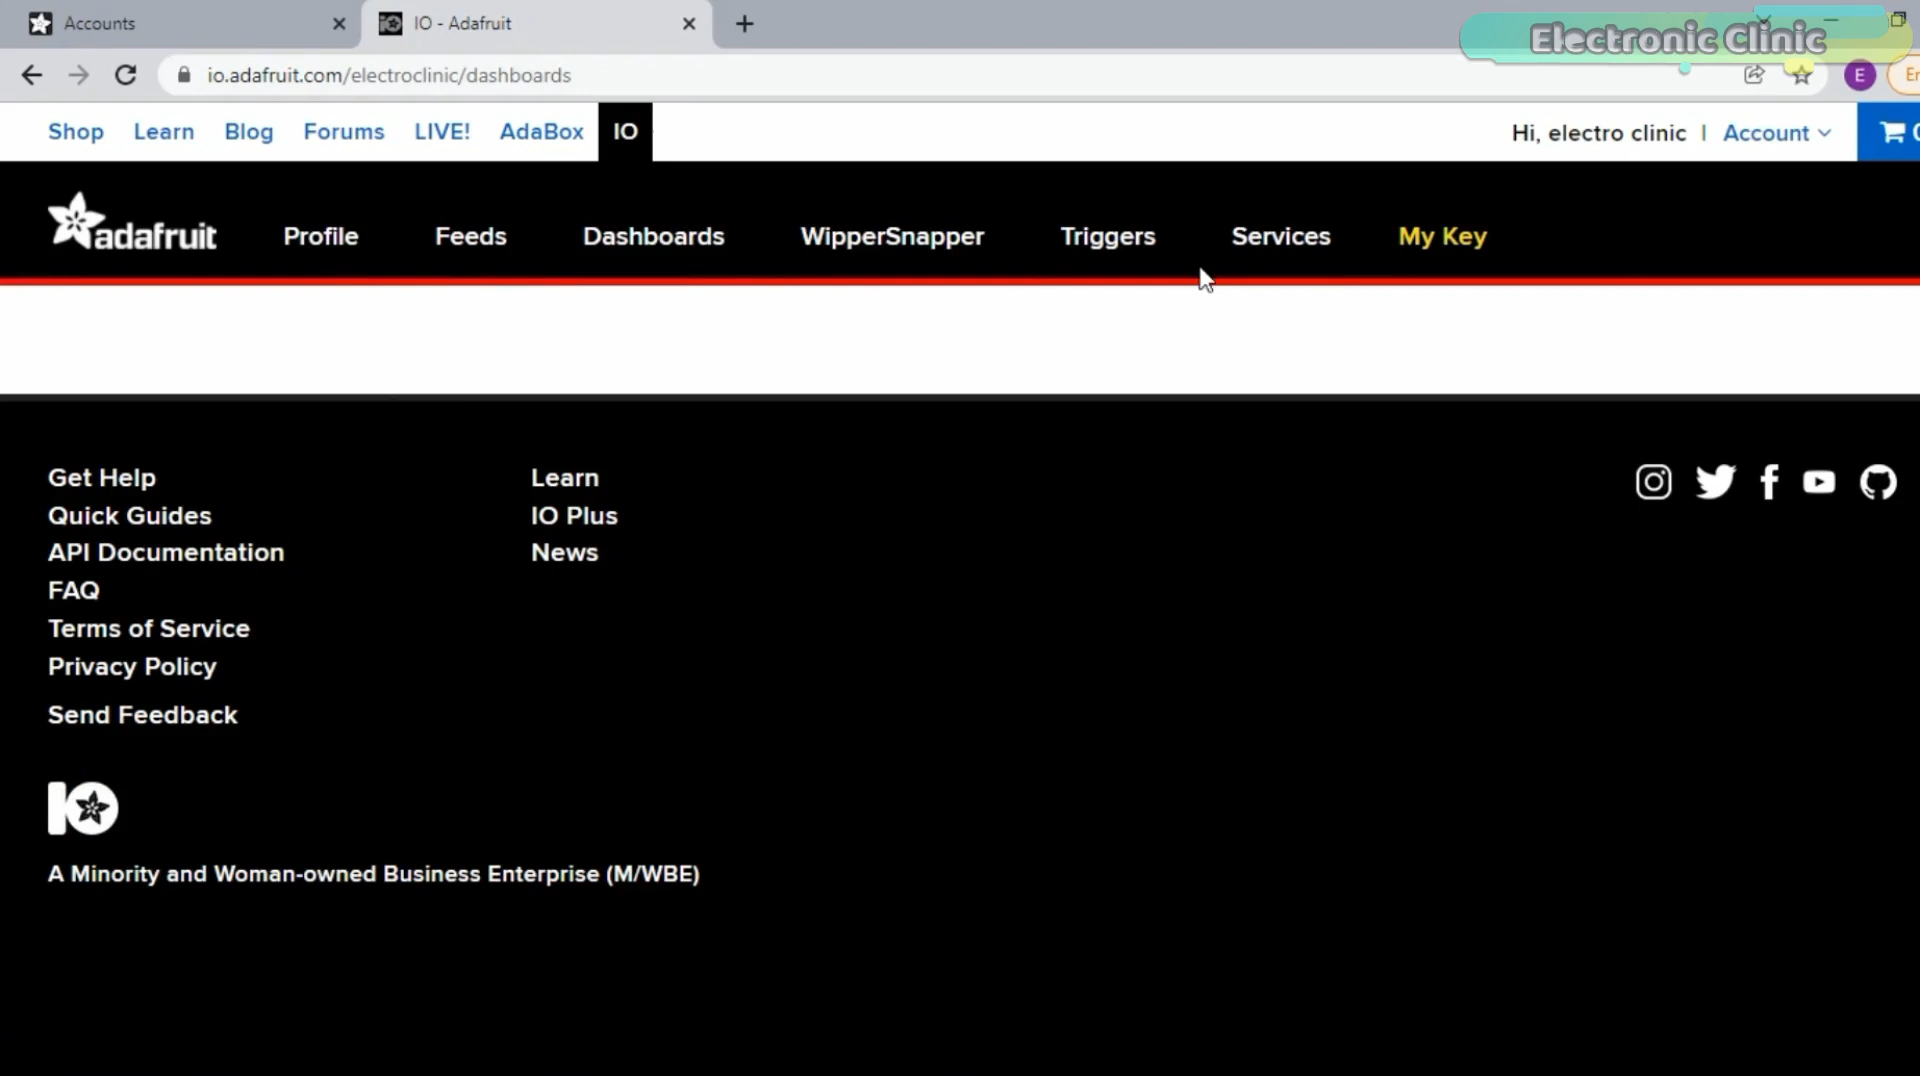 Accounts
IO - Adafruit
Electronic Clinic
io.adafruit.com/electroclinic/dashboards
E
Shop Learn Blog Forums LIVE! AdaBox IO
Hi, electro clinic | Account
adafruit
Profile Feeds Dashboards WipperSnapper Triggers Services My Key
Get Help
Quick Guides
API Documentation
FAQ
Terms of Service
Privacy Policy
Send Feedback
Learn
IO Plus
News
IO
A Minority and Woman-owned Business Enterprise (M/WBE)